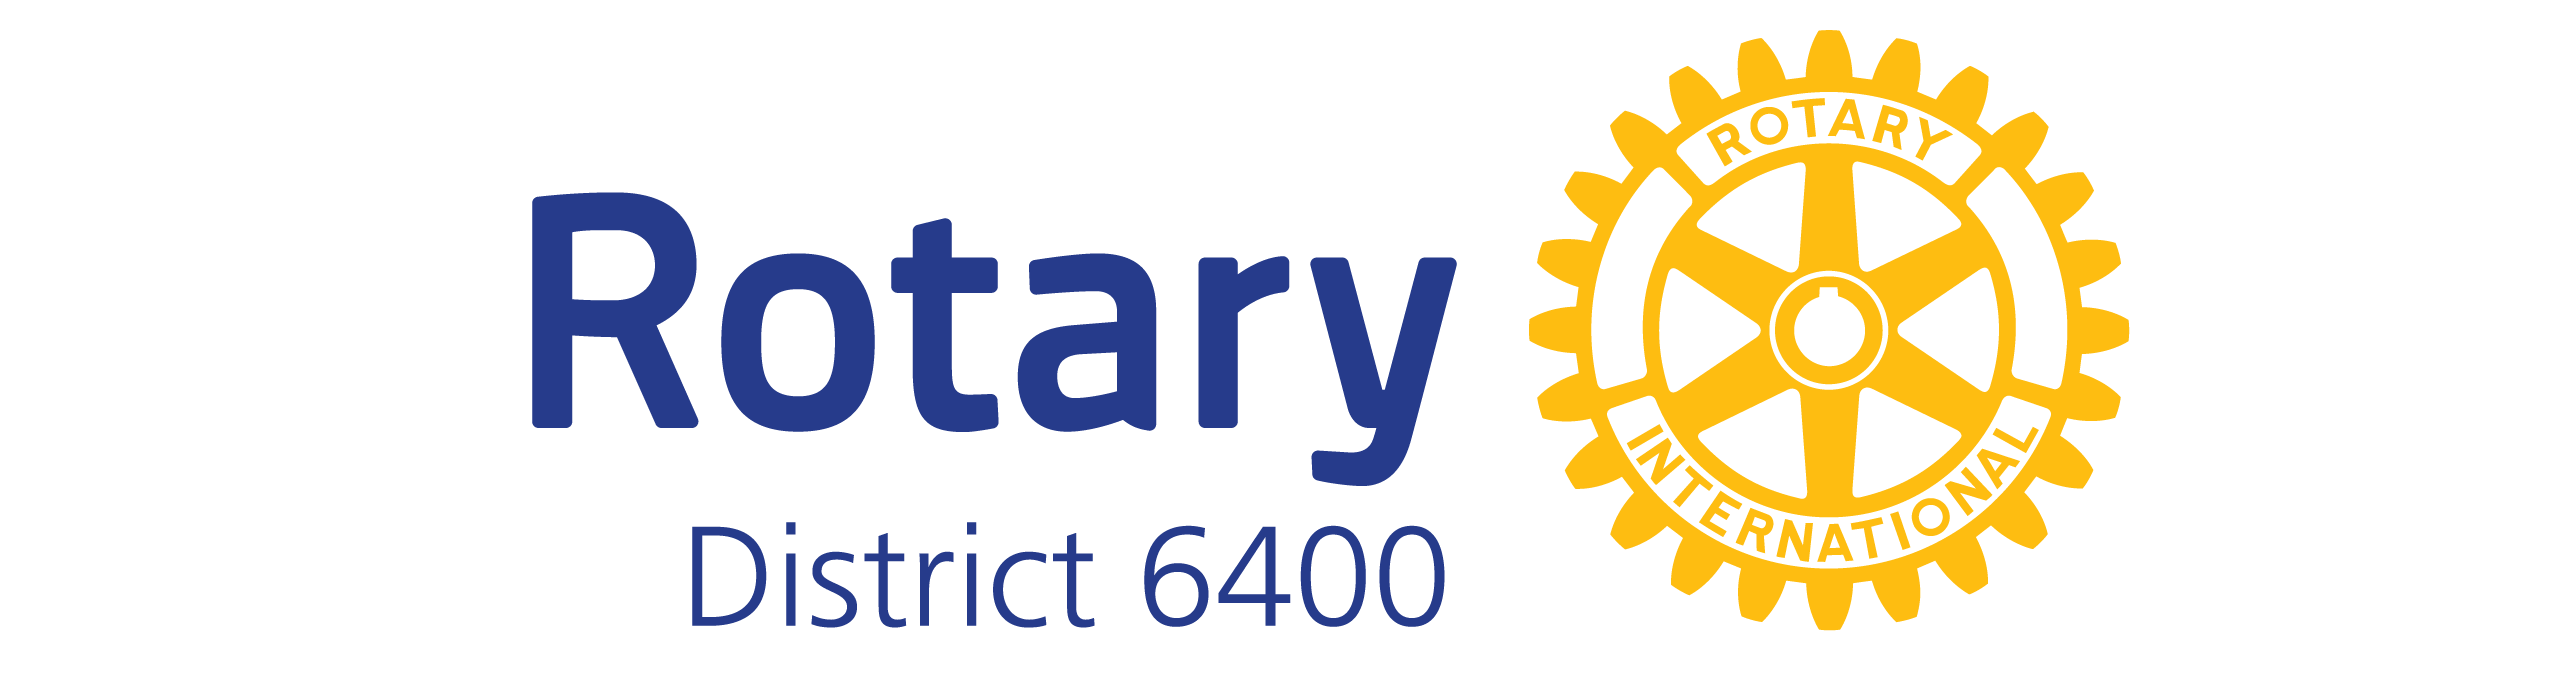 Rotary
District 6400
ROTARY
INTERNATIONAL